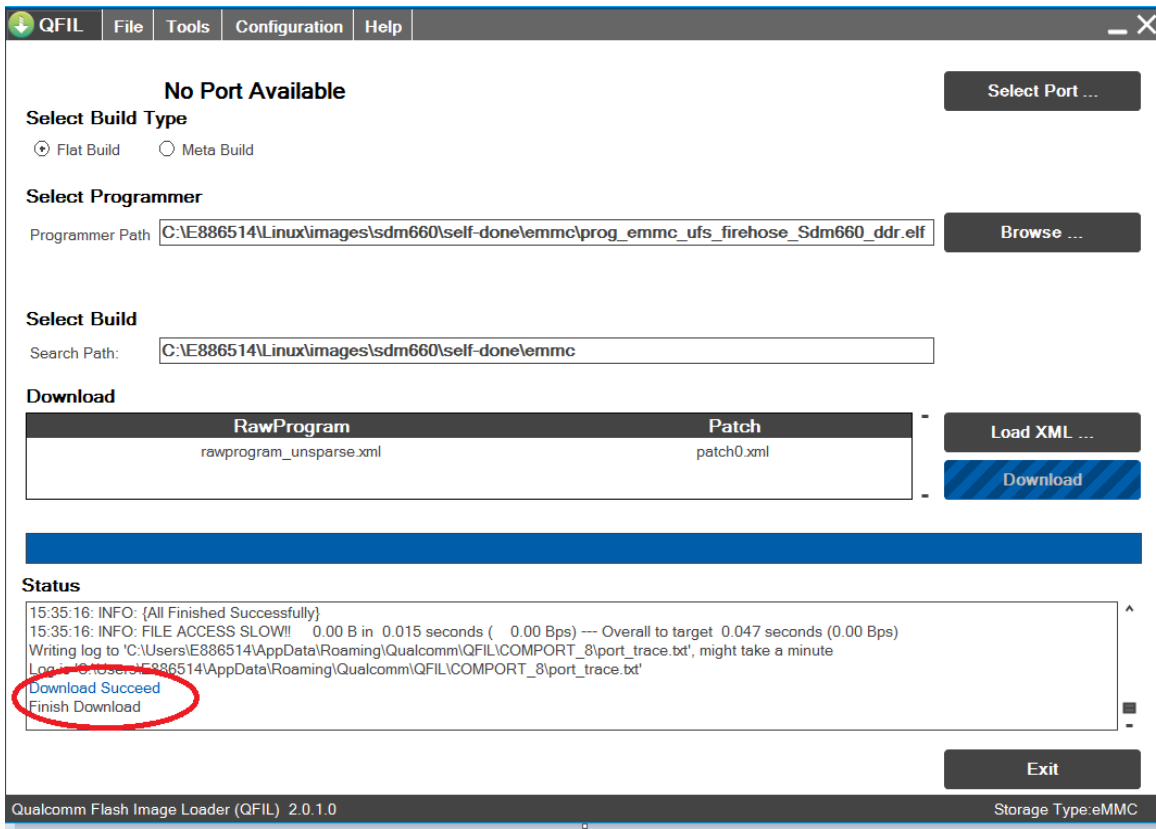 QFIL File Tools Configuration Help
No Port Available
Select Port ...
Select Build Type
Flat Build Meta Build
Select Programmer
Programmer Path C:\E886514\Linux\images\sdm660\self-done\emmc\prog_emmc_ufs_firehose_Sdm660_ddr.elf Browse ...
Select Build
Search Path: C:\E886514\Linux\images\sdm660\self-done\emmc
Download
RawProgram Patch
Load XML ...
rawprogram_unsparse.xml patch0.xml
Download
Status
15:35:16: INFO: {All Finished Successfully}
15:35:16: INFO: FILE ACCESS SLOW!! 0.00 B in 0.015 seconds ( 0.00 Bps) --- Overall to target 0.047 seconds (0.00 Bps)
Writing log to 'C:\Users\E886514\AppData\Roaming\Qualcomm\QFIL\COMPORT_8\port_trace.txt', might take a minute
Log is 'C:\Users\E886514\AppData\Roaming\Qualcomm\QFIL\COMPORT_8\port_trace.txt'
Download Succeed
Finish Download
Exit
Qualcomm Flash Image Loader (QFIL) 2.0.1.0 Storage Type:eMMC